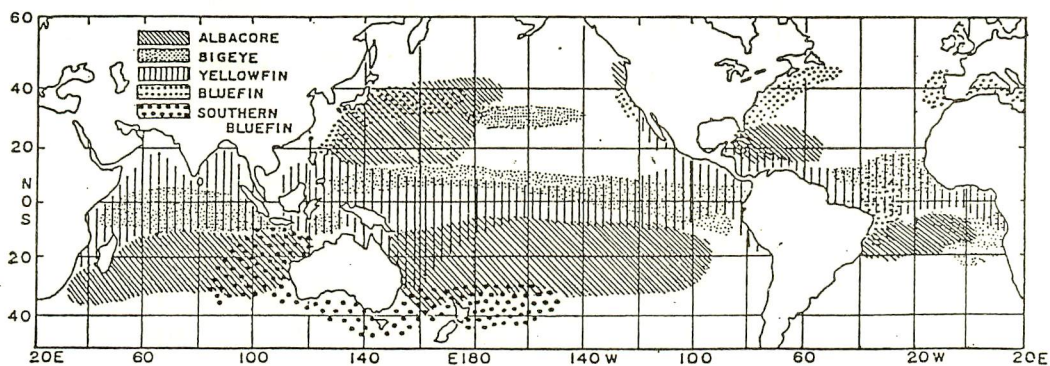 60
ALBACORE
BIGEYE
40
YELLOWFIN
BLUEFIN
SOUTHERN
BLUEFIN
20
N
0
S
20
40
20E 60 100 140 E180 140W 100 60 20W 20E